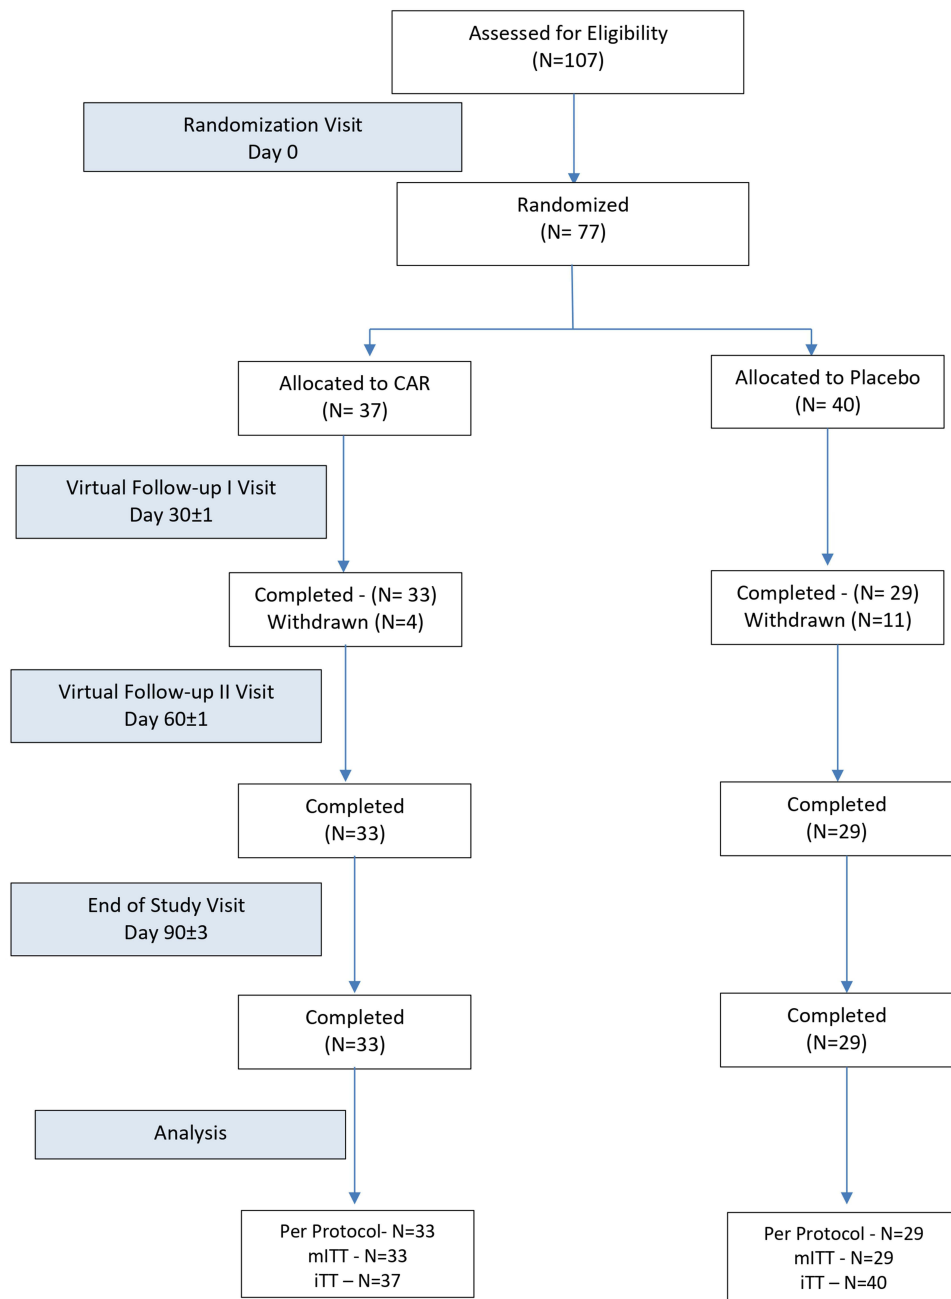 Assessed for Eligibility
(N=107)
Randomization Visit
Day 0
Randomized
(N= 77)
Allocated to CAR
(N= 37)
Allocated to Placebo
(N= 40)
Virtual Follow-up I Visit
Day 30±1
Completed - (N= 33)
Withdrawn (N=4)
Completed - (N= 29)
Withdrawn (N=11)
Virtual Follow-up II Visit
Day 60±1
Completed
(N=33)
Completed
(N=29)
End of Study Visit
Day 90±3
Completed
(N=33)
Completed
(N=29)
Analysis
Per Protocol- N=33
mITT - N=33
iTT – N=37
Per Protocol - N=29
mITT - N=29
iTT – N=40